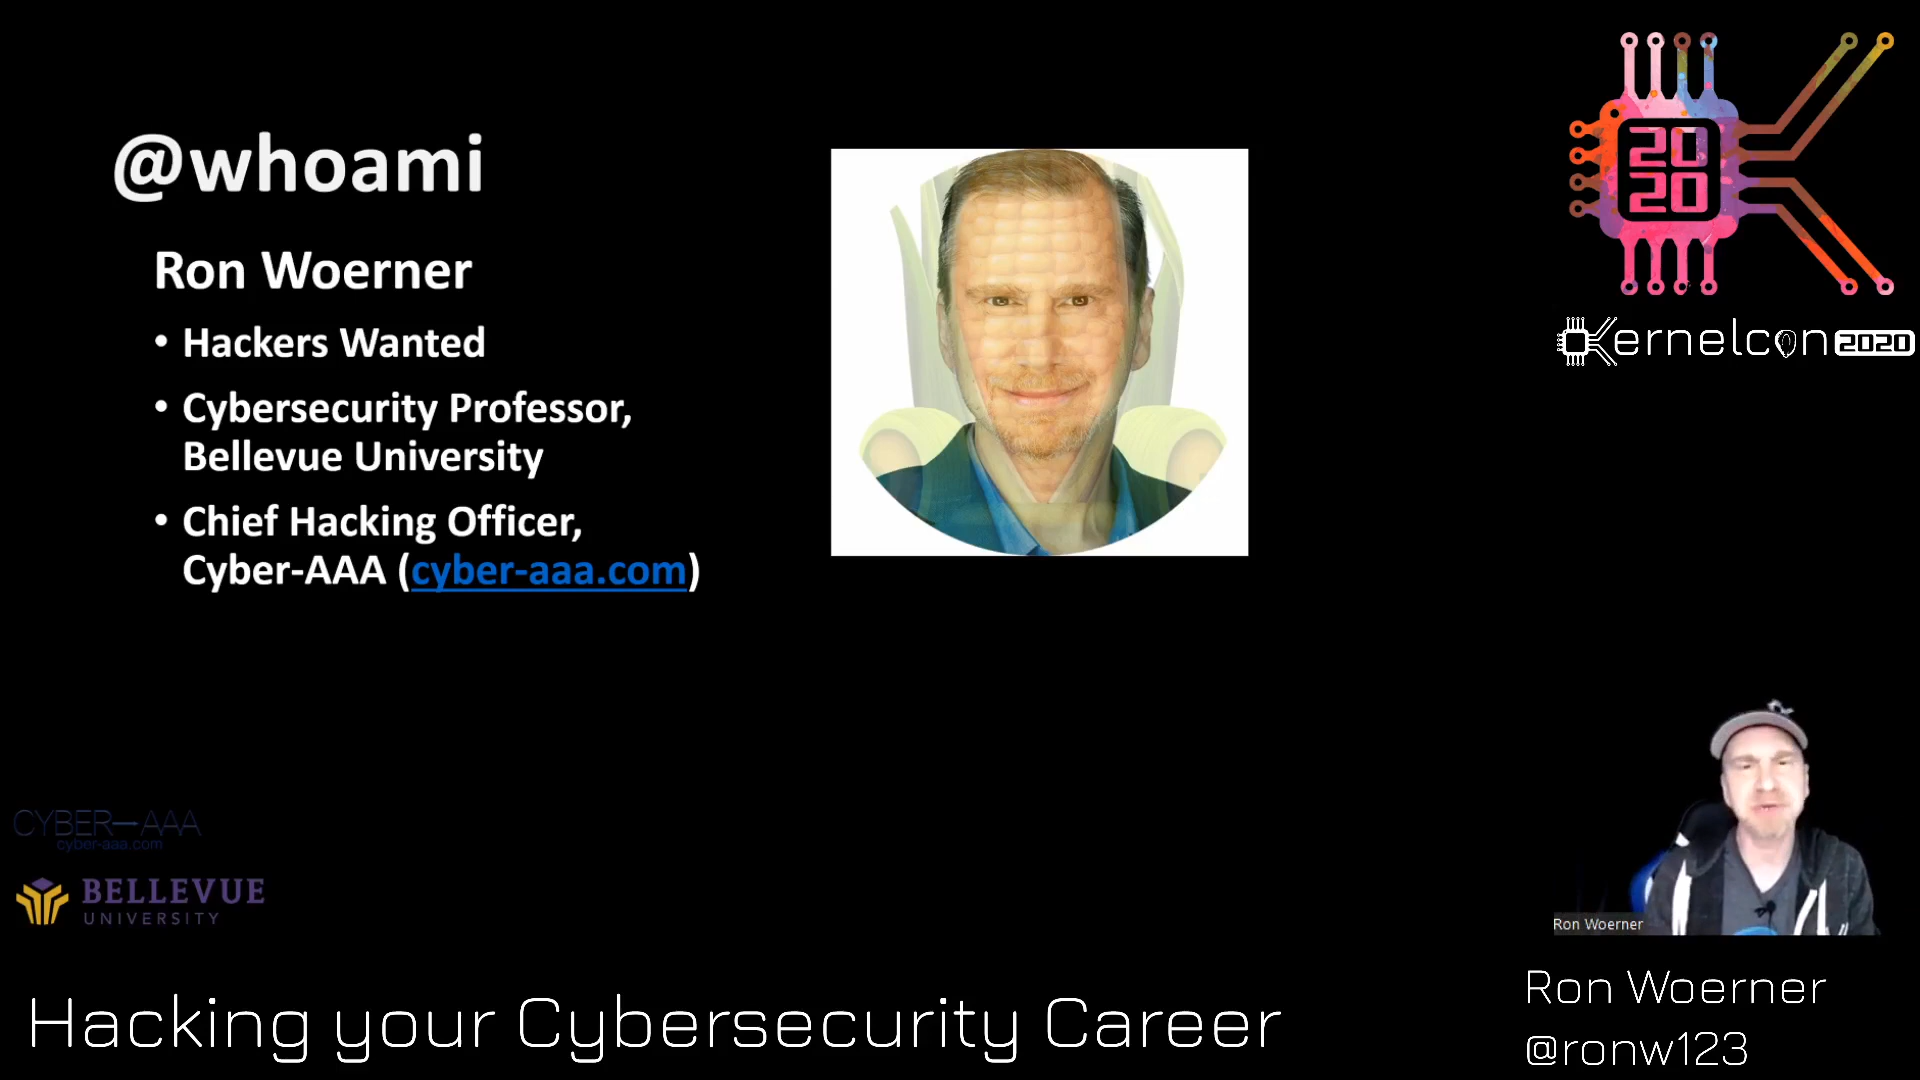 @whoami
Ron Woerner
• Hackers Wanted
• Cybersecurity Professor,
Bellevue University
• Chief Hacking Officer,
Cyber-AAA (cyber-aaa.com)
20
20
Kernelcon 2020
CYBER-AAA
cyber-aaa.com
BELLEVUE
UNIVERSITY
Ron Woerner
Hacking your Cybersecurity Career
Ron Woerner
@ronw123